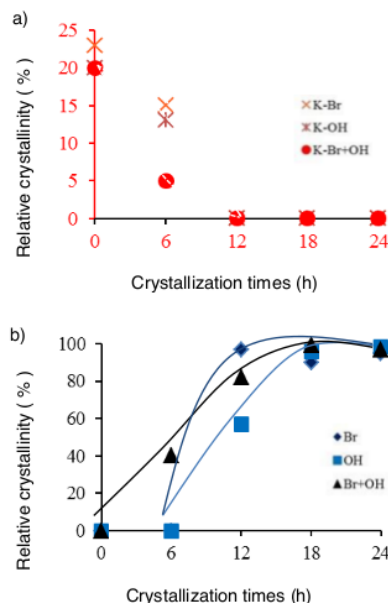 a)
Relative crystallinity ( % )
25
20
15
10
5
0
0 6 12 18 24
K-Br
K-OH
K-Br+OH
Crystallization times (h)
b)
Relative crystallinity ( % )
100
80
60
40
20
0
0 6 12 18 24
Br
OH
Br+OH
Crystallization times (h)